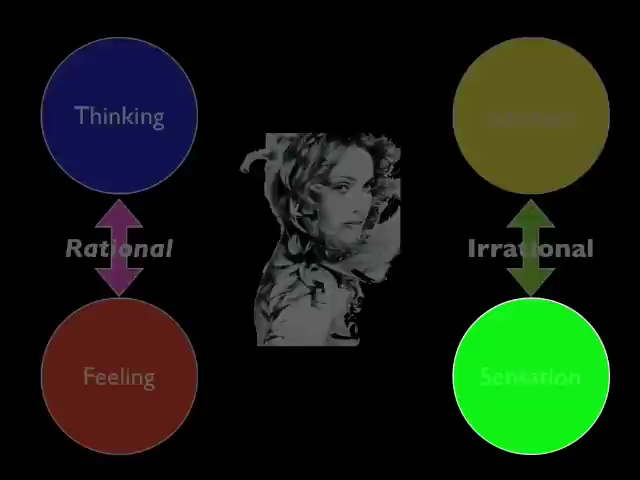 Thinking
Rational
Irrational
Feeling
Sensation